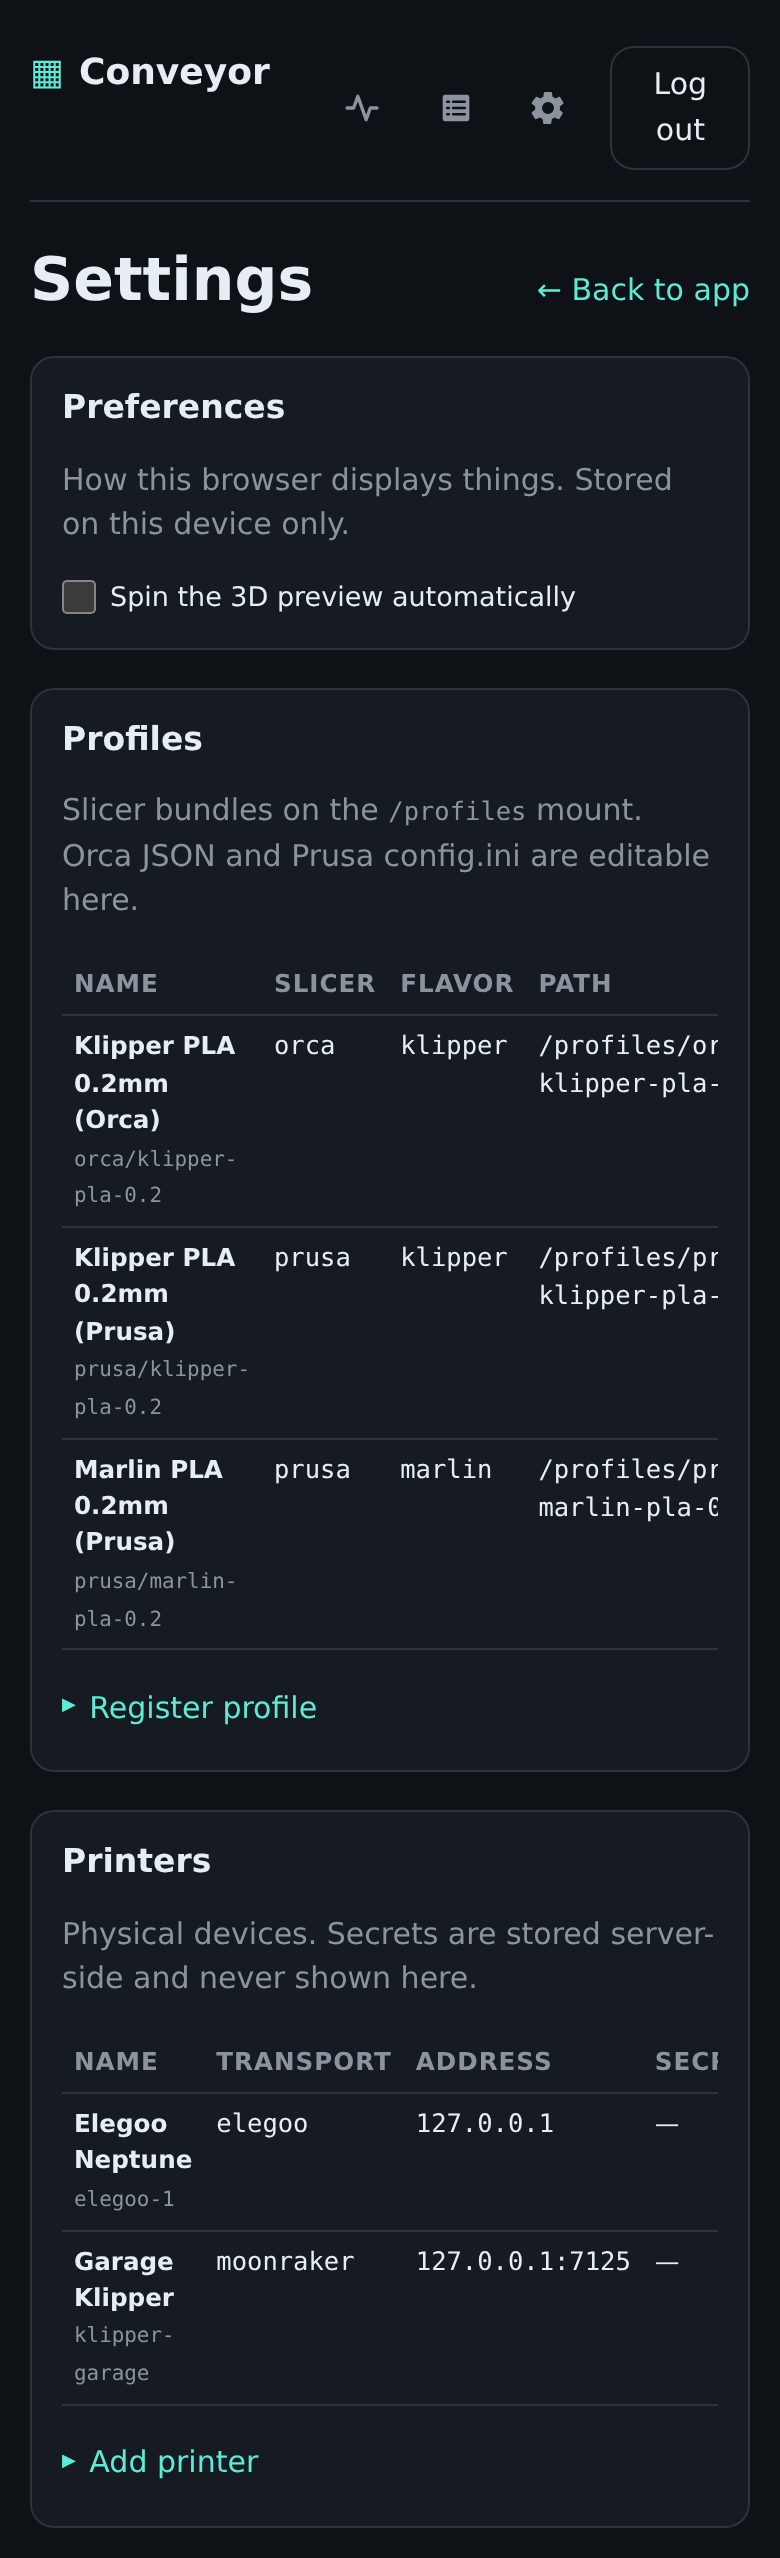 Conveyor
Log
out
Settings
← Back to app
Preferences
How this browser displays things. Stored
on this device only.
Spin the 3D preview automatically
Profiles
Slicer bundles on the /profiles mount.
Orca JSON and Prusa config.ini are editable
here.
NAME SLICER FLAVOR PATH
Klipper PLA orca klipper /profiles/or
0.2mm klipper-pla-
(Orca)
orca/klipper-
pla-0.2
Klipper PLA prusa klipper /profiles/pr
0.2mm klipper-pla-
(Prusa)
prusa/klipper-
pla-0.2
Marlin PLA prusa marlin /profiles/pr
0.2mm marlin-pla-0
(Prusa)
prusa/marlin-
pla-0.2
▸ Register profile
Printers
Physical devices. Secrets are stored server-
side and never shown here.
NAME TRANSPORT ADDRESS SECR
Elegoo elegoo 127.0.0.1 —
Neptune
elegoo-1
Garage moonraker 127.0.0.1:7125 —
Klipper
klipper-
garage
▸ Add printer